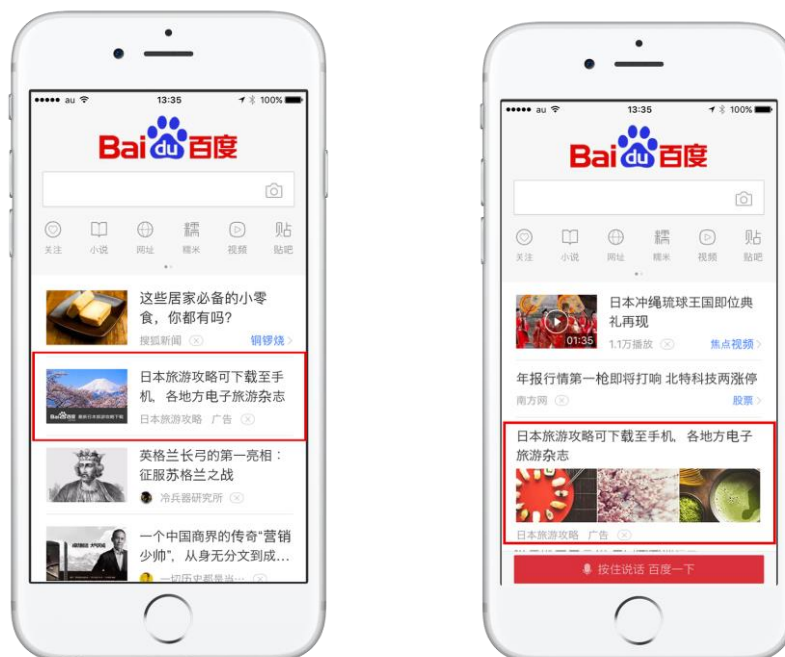 au
13:35
100%
Bai du 百度
关注
小说
网址
糯米
视频
贴吧
这些居家必备的小零
食，你都有吗？
搜狐新闻
铜锣烧
日本旅游攻略可下载至手
机，各地方电子旅游杂志
日本旅游攻略 广告
英格兰长弓的第一亮相：
征服苏格兰之战
冷兵器研究所
一个中国商界的传奇“营销
少帅”，从身无分文到成…
一切历史都是当…
au
13:35
100%
Bai du 百度
关注
小说
网址
糯米
视频
贴吧
01:35
日本冲绳琉球王国即位典
礼再现
1.1万播放
焦点视频
年报行情第一枪即将打响 北特科技两涨停
南方网
股票
日本旅游攻略可下载至手机，各地方电子
旅游杂志
日本旅游攻略 广告
按住说话 百度一下